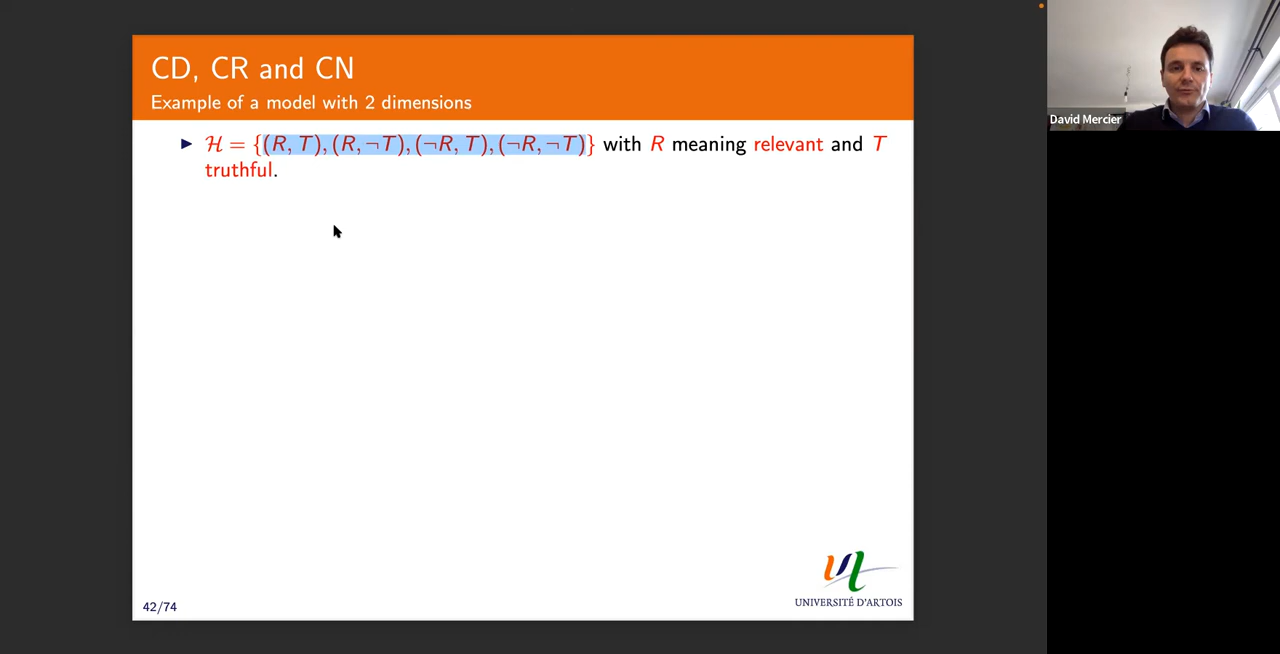 CD, CR and CN
Example of a model with 2 dimensions
▶ ℋ = {(R, T), (R, ¬T), (¬R, T), (¬R, ¬T)} with R meaning relevant and T
truthful.
UNIVERSITÉ D'ARTOIS
42/74
David Mercier